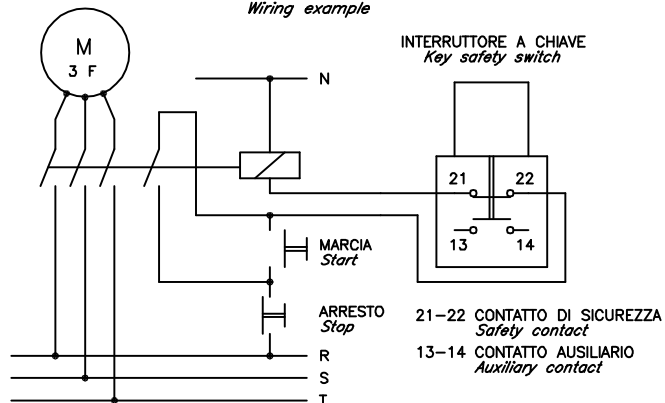 Wiring example
M
3 F
INTERRUTTORE A CHIAVE
Key safety switch
N
21 22
13 14
MARCIA
Start
ARRESTO
Stop
21-22 CONTATTO DI SICUREZZA
Safety contact
13-14 CONTATTO AUSILIARIO
Auxiliary contact
R
S
T